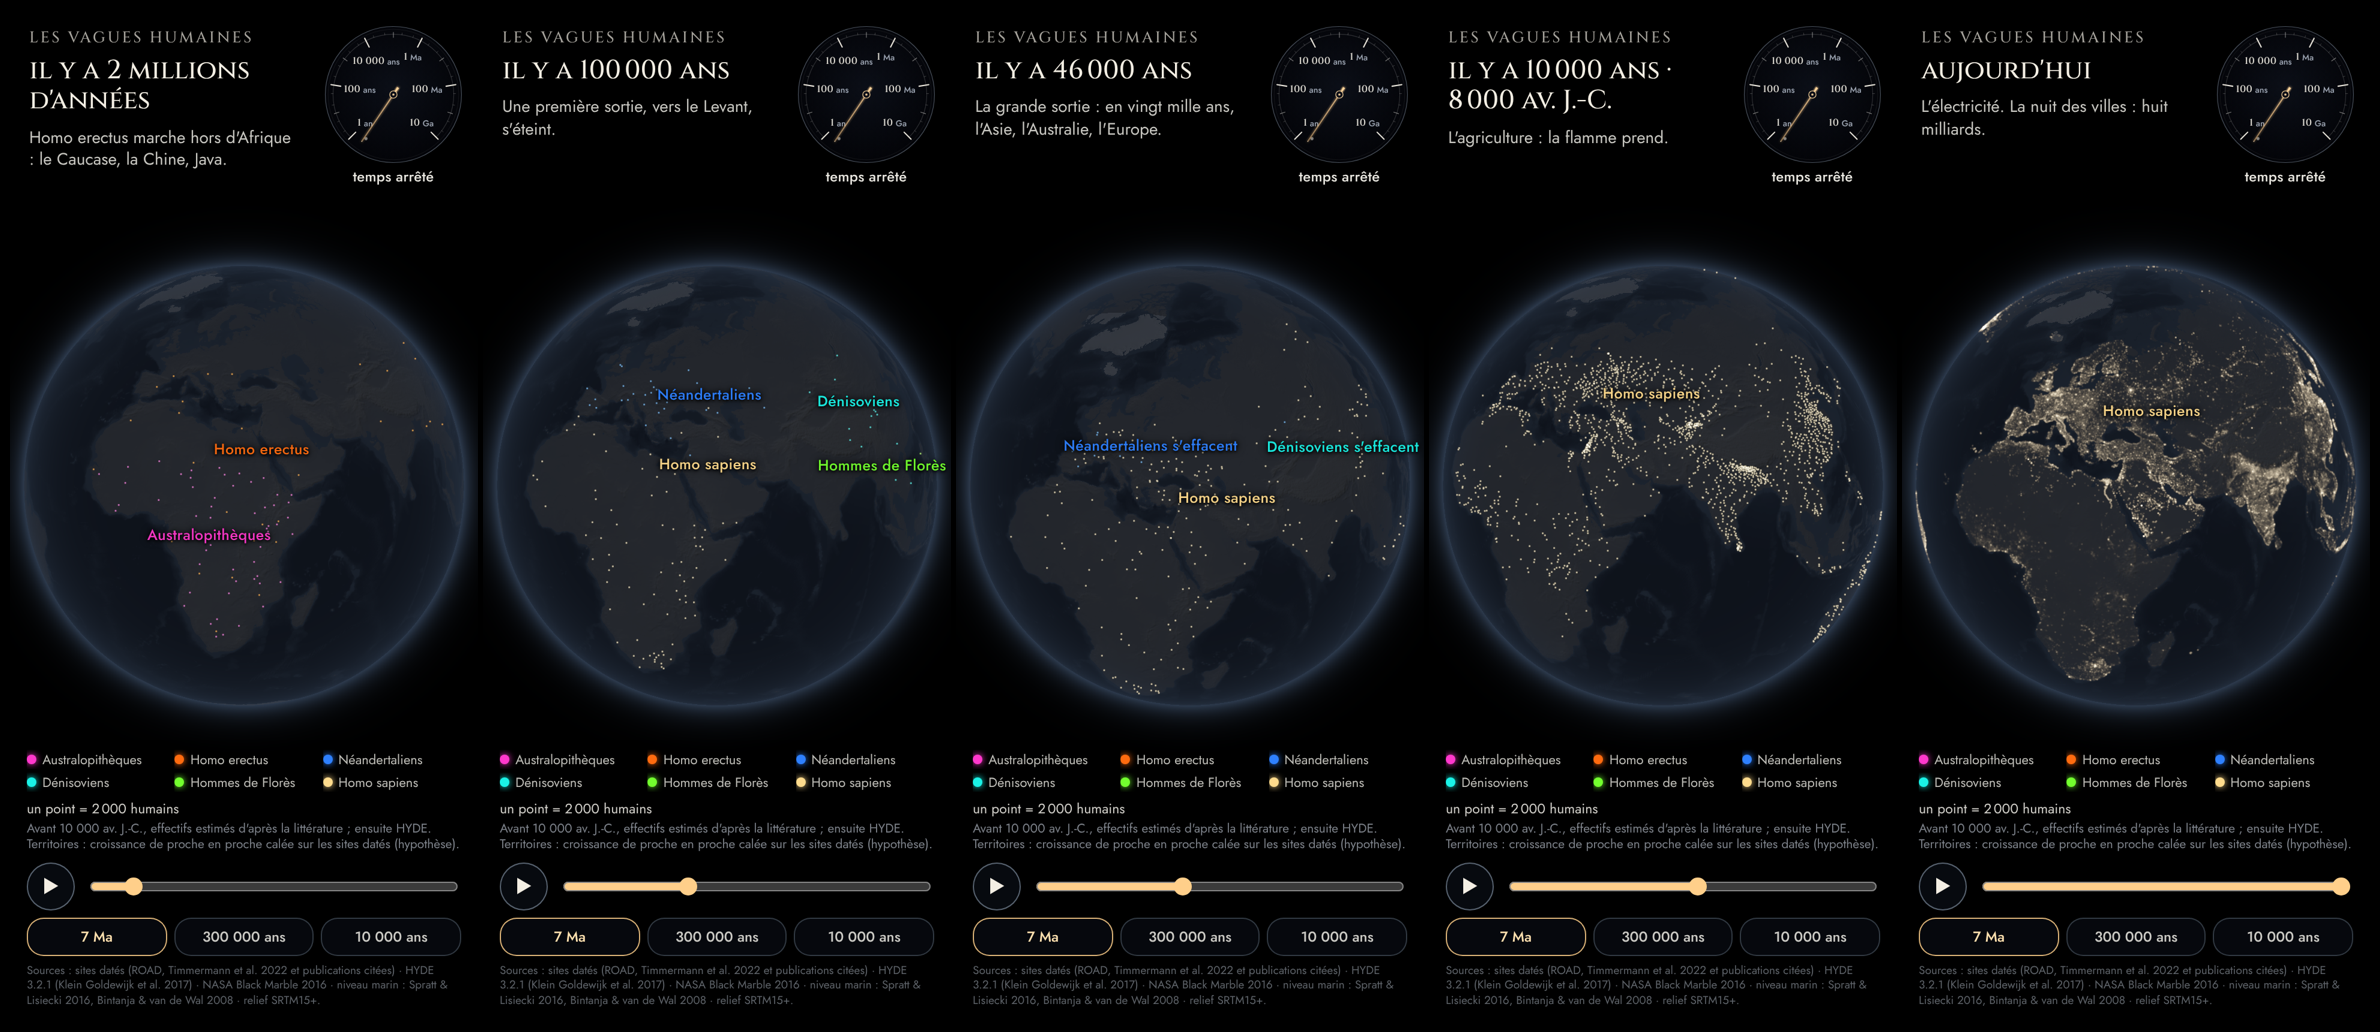 LES VAGUES HUMAINES
IL Y A 2 MILLIONS
D'ANNÉES
Homo erectus marche hors d'Afrique
: le Caucase, la Chine, Java.
10 000 ans
1 Ma
100 ans
100 Ma
1 an
10 Ga
temps arrêté
Homo erectus
Australopithèques
Australopithèques
Homo erectus
Néandertaliens
Dénisoviens
Hommes de Florès
Homo sapiens
un point = 2 000 humains
Avant 10 000 av. J.-C., effectifs estimés d'après la littérature ; ensuite HYDE.
Territoires : croissance de proche en proche calée sur les sites datés (hypothèse).
7 Ma
300 000 ans
10 000 ans
Sources : sites datés (ROAD, Timmermann et al. 2022 et publications citées) · HYDE
3.2.1 (Klein Goldewijk et al. 2017) · NASA Black Marble 2016 · niveau marin : Spratt &
Lisiecki 2016, Bintanja & van de Wal 2008 · relief SRTM15+.
LES VAGUES HUMAINES
IL Y A 100 000 ANS
Une première sortie, vers le Levant,
s'éteint.
10 000 ans
1 Ma
100 ans
100 Ma
1 an
10 Ga
temps arrêté
Néandertaliens
Dénisoviens
Homo sapiens
Hommes de Florès
Australopithèques
Homo erectus
Néandertaliens
Dénisoviens
Hommes de Florès
Homo sapiens
un point = 2 000 humains
Avant 10 000 av. J.-C., effectifs estimés d'après la littérature ; ensuite HYDE.
Territoires : croissance de proche en proche calée sur les sites datés (hypothèse).
7 Ma
300 000 ans
10 000 ans
Sources : sites datés (ROAD, Timmermann et al. 2022 et publications citées) · HYDE
3.2.1 (Klein Goldewijk et al. 2017) · NASA Black Marble 2016 · niveau marin : Spratt &
Lisiecki 2016, Bintanja & van de Wal 2008 · relief SRTM15+.
LES VAGUES HUMAINES
IL Y A 46 000 ANS
La grande sortie : en vingt mille ans,
l'Asie, l'Australie, l'Europe.
10 000 ans
1 Ma
100 ans
100 Ma
1 an
10 Ga
temps arrêté
Néandertaliens s'effacent
Dénisoviens s'effacent
Homo sapiens
Australopithèques
Homo erectus
Néandertaliens
Dénisoviens
Hommes de Florès
Homo sapiens
un point = 2 000 humains
Avant 10 000 av. J.-C., effectifs estimés d'après la littérature ; ensuite HYDE.
Territoires : croissance de proche en proche calée sur les sites datés (hypothèse).
7 Ma
300 000 ans
10 000 ans
Sources : sites datés (ROAD, Timmermann et al. 2022 et publications citées) · HYDE
3.2.1 (Klein Goldewijk et al. 2017) · NASA Black Marble 2016 · niveau marin : Spratt &
Lisiecki 2016, Bintanja & van de Wal 2008 · relief SRTM15+.
LES VAGUES HUMAINES
IL Y A 10 000 ANS ·
8 000 AV. J.-C.
L'agriculture : la flamme prend.
10 000 ans
1 Ma
100 ans
100 Ma
1 an
10 Ga
temps arrêté
Homo sapiens
Australopithèques
Homo erectus
Néandertaliens
Dénisoviens
Hommes de Florès
Homo sapiens
un point = 2 000 humains
Avant 10 000 av. J.-C., effectifs estimés d'après la littérature ; ensuite HYDE.
Territoires : croissance de proche en proche calée sur les sites datés (hypothèse).
7 Ma
300 000 ans
10 000 ans
Sources : sites datés (ROAD, Timmermann et al. 2022 et publications citées) · HYDE
3.2.1 (Klein Goldewijk et al. 2017) · NASA Black Marble 2016 · niveau marin : Spratt &
Lisiecki 2016, Bintanja & van de Wal 2008 · relief SRTM15+.
LES VAGUES HUMAINES
AUJOURD'HUI
L'électricité. La nuit des villes : huit
milliards.
10 000 ans
1 Ma
100 ans
100 Ma
1 an
10 Ga
temps arrêté
Homo sapiens
Australopithèques
Homo erectus
Néandertaliens
Dénisoviens
Hommes de Florès
Homo sapiens
un point = 2 000 humains
Avant 10 000 av. J.-C., effectifs estimés d'après la littérature ; ensuite HYDE.
Territoires : croissance de proche en proche calée sur les sites datés (hypothèse).
7 Ma
300 000 ans
10 000 ans
Sources : sites datés (ROAD, Timmermann et al. 2022 et publications citées) · HYDE
3.2.1 (Klein Goldewijk et al. 2017) · NASA Black Marble 2016 · niveau marin : Spratt &
Lisiecki 2016, Bintanja & van de Wal 2008 · relief SRTM15+.